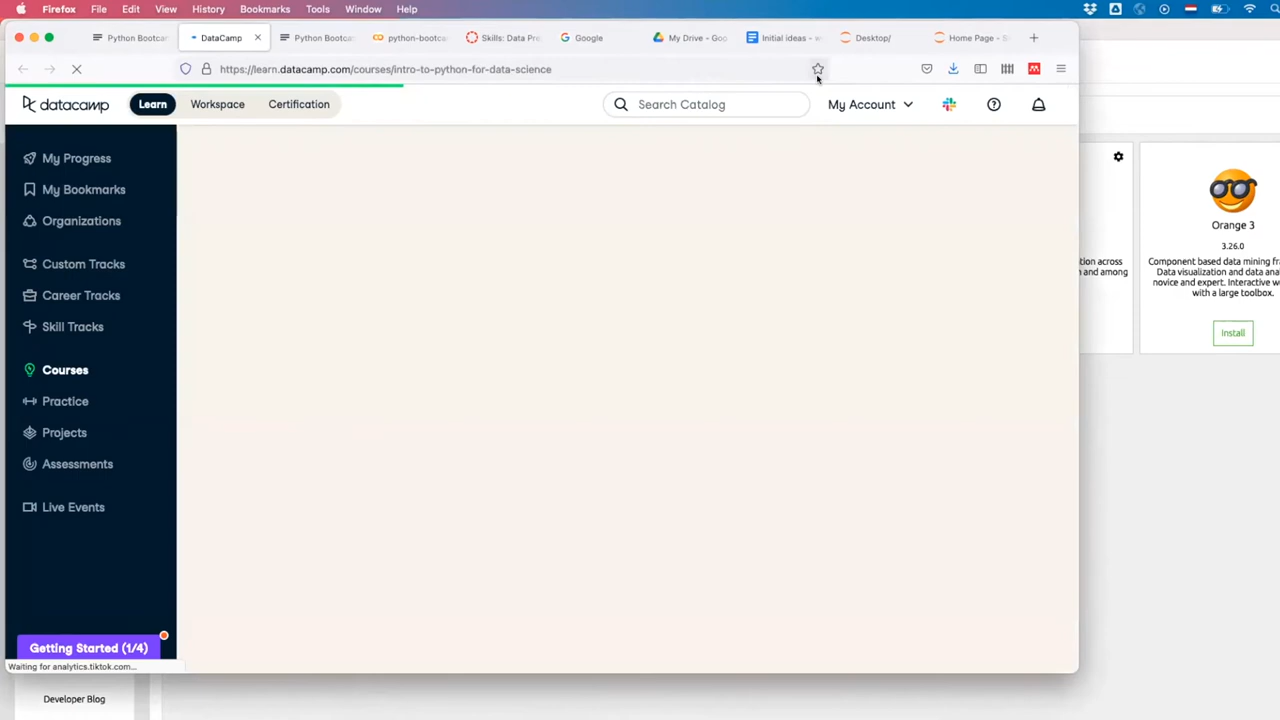 Firefox File Edit View History Bookmarks Tools Window Help
Python Bootcam DataCamp Python Bootca python-bootca Skills: Data Pre Google My Drive - Goo Initial ideas - w Desktop/ Home Page - S
https://learn.datacamp.com/courses/intro-to-python-for-data-science
datacamp Learn Workspace Certification Search Catalog My Account
My Progress
My Bookmarks
Organizations
Custom Tracks
Career Tracks
Skill Tracks
Courses
Practice
Projects
Assessments
Live Events
Getting Started (1/4)
Waiting for analytics.tiktok.com...
Developer Blog
tion across
n and among
Orange 3
3.26.0
Component based data mining fra
Data visualization and data ana
novice and expert. Interactive w
with a large toolbox.
Install